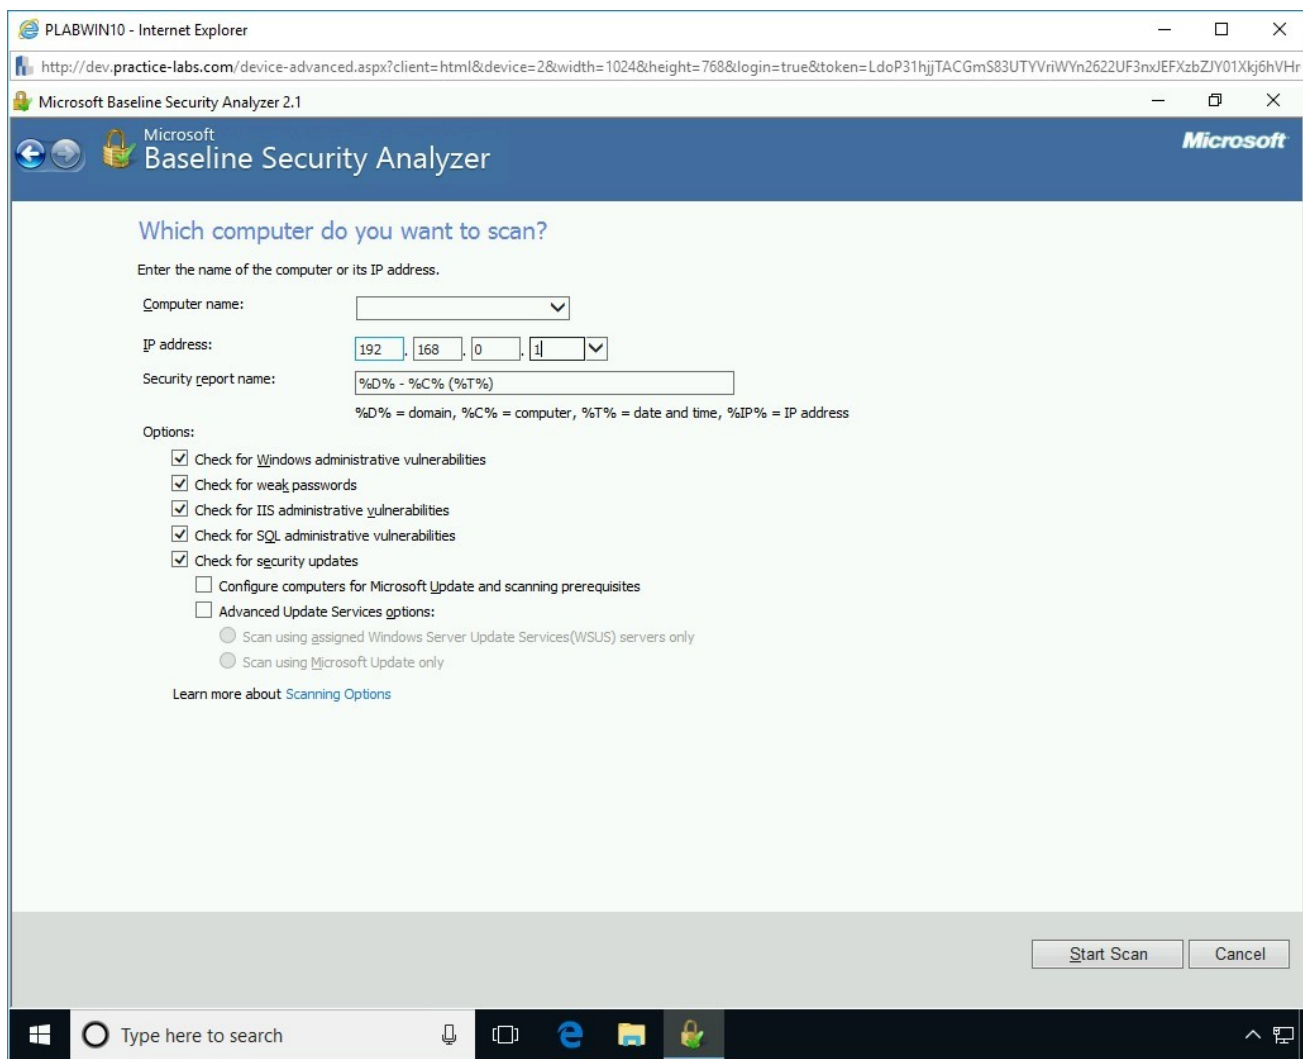 PLABWIN10 - Internet Explorer
http://dev.practice-labs.com/device-advanced.aspx?client=html&device=2&width=1024&height=768&login=true&token=LdoP31hjjTACGmS83UTYVriWYn2622UF3nxJEFXzbZJY01Xkj6hVHr
Microsoft Baseline Security Analyzer 2.1
Microsoft
Baseline Security Analyzer
Microsoft
Which computer do you want to scan?
Enter the name of the computer or its IP address.
Computer name:
IP address: 192 . 168 . 0 . 1
Security report name: %D% - %C% (%T%)
%D% = domain, %C% = computer, %T% = date and time, %IP% = IP address
Options:
Check for Windows administrative vulnerabilities
Check for weak passwords
Check for IIS administrative vulnerabilities
Check for SQL administrative vulnerabilities
Check for security updates
Configure computers for Microsoft Update and scanning prerequisites
Advanced Update Services options:
Scan using assigned Windows Server Update Services(WSUS) servers only
Scan using Microsoft Update only
Learn more about Scanning Options
Start Scan Cancel
Type here to search